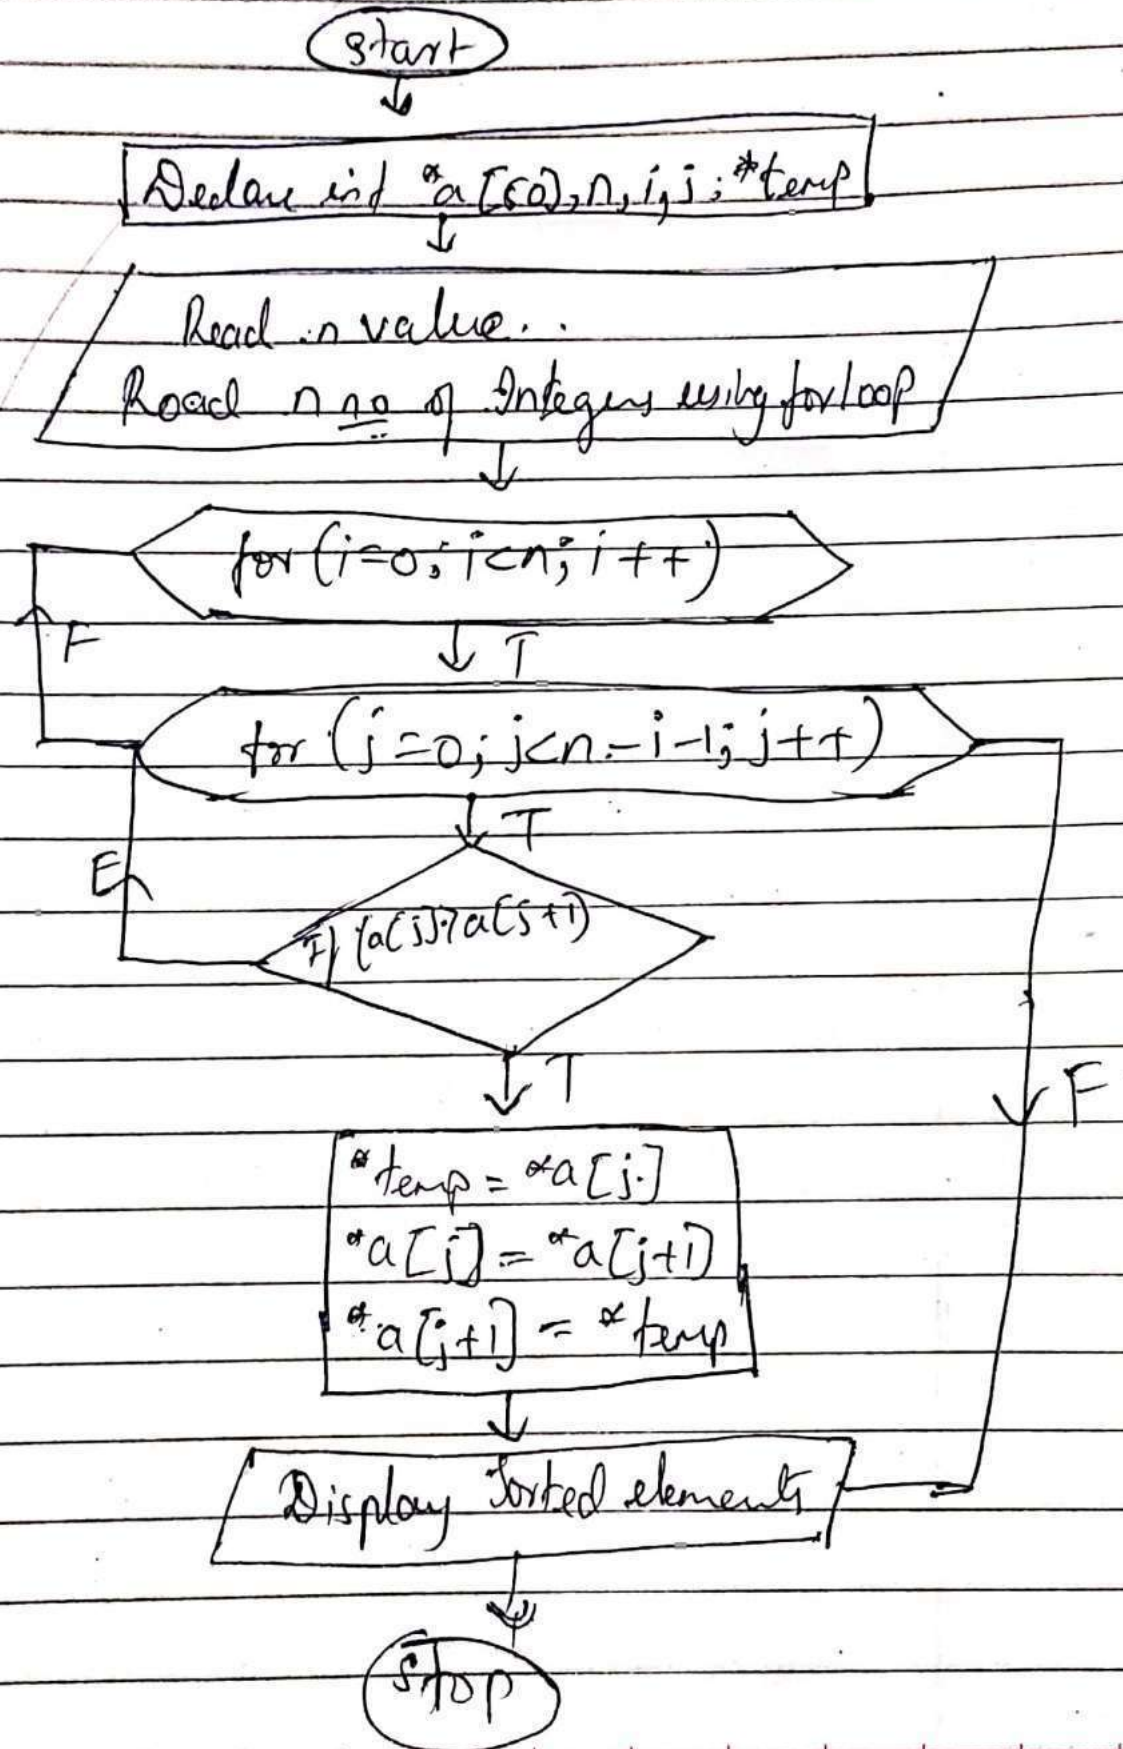 start
Declare int *a[50], n, i, j, *temp
Read n value..
Read n no of Integers using for loop
for (i=0; i<n; i++)
F
T
for (j=0; j<n-i-1; j++)
T
F
If (a[j]>a[j+1)
T
F
*temp = *a[j]
*a[j] = *a[j+1]
*a[j+1] = *temp
Display Sorted elements
Stop